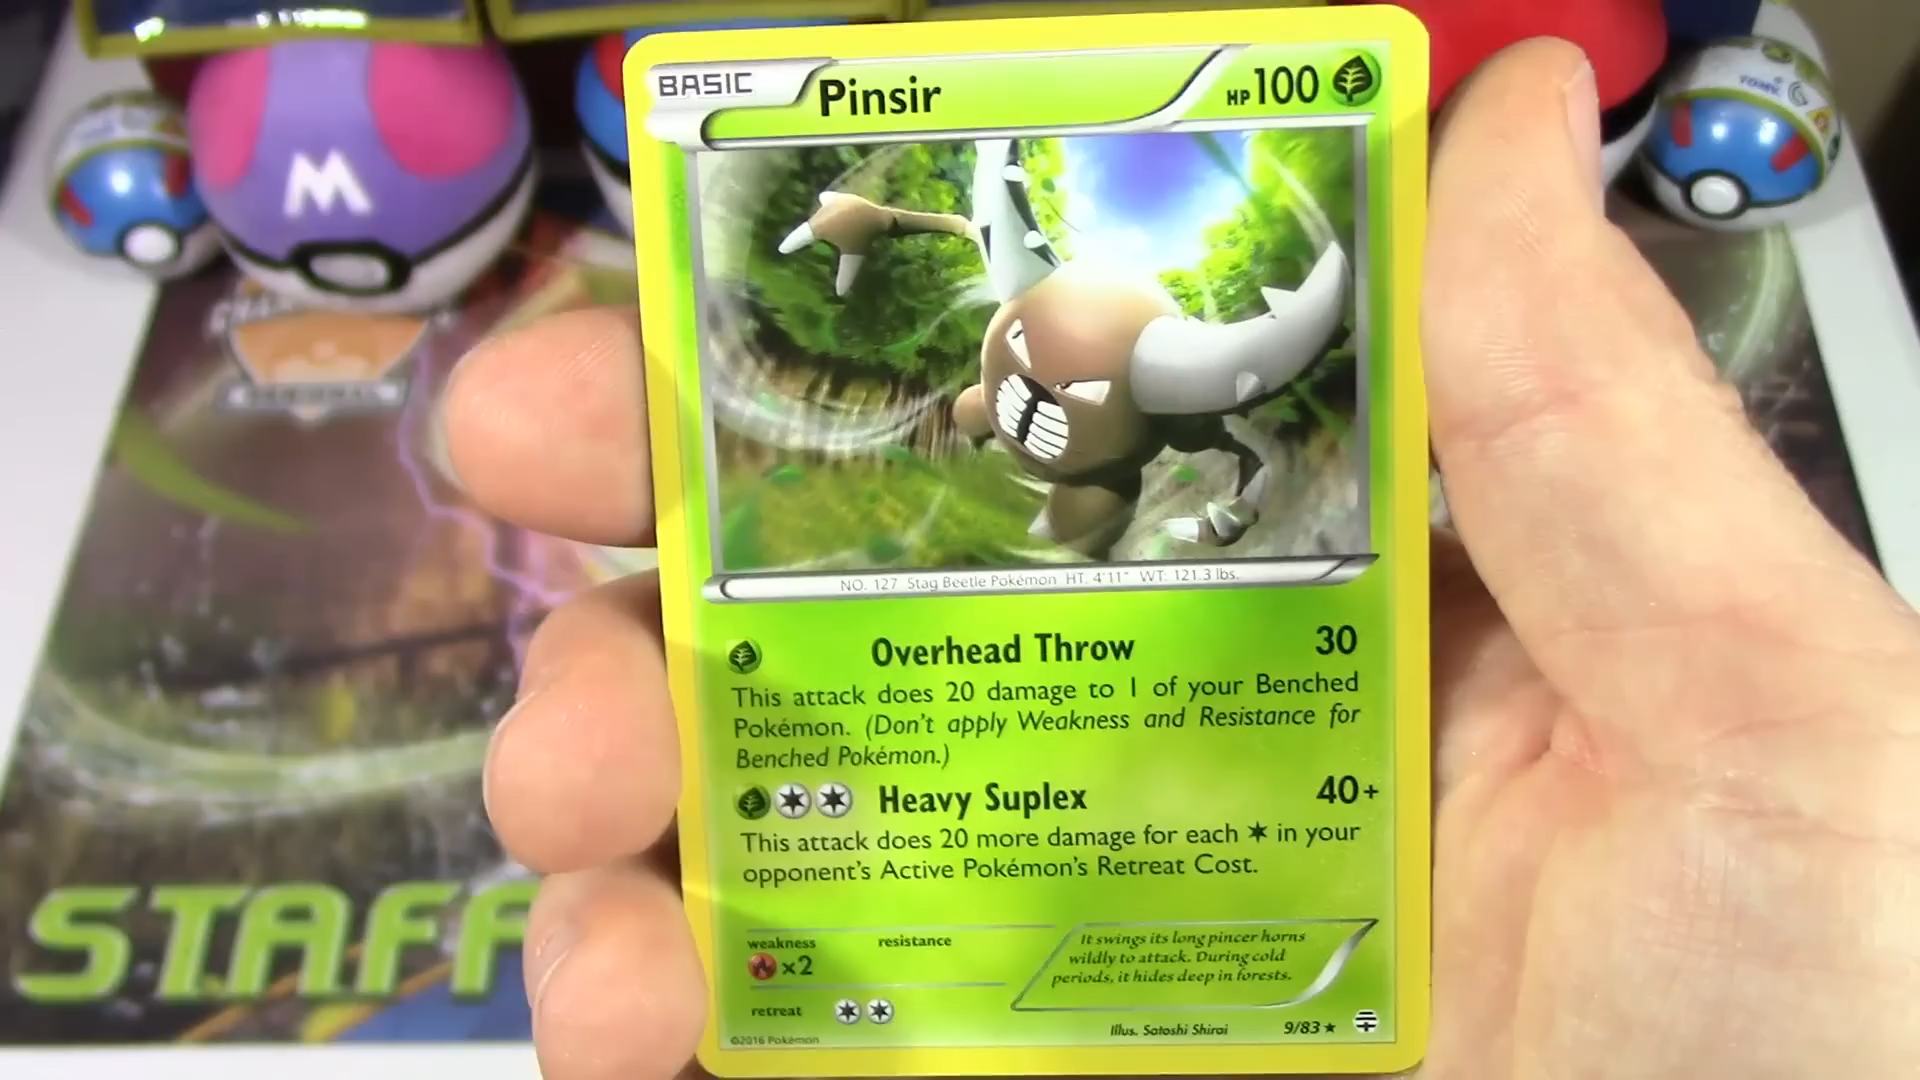 BASIC
Pinsir
HP100
M
TOMY
NO. 127 Stag Beetle Pokémon HT. 4'11" WT: 121.3 lbs.
Overhead Throw 30
This attack does 20 damage to 1 of your Benched
Pokémon. (Don't apply Weakness and Resistance for
Benched Pokémon.)
Heavy Suplex 40+
This attack does 20 more damage for each in your
opponent's Active Pokémon's Retreat Cost.
weakness resistance
x2
It swings its long pincer horns
wildly to attack. During cold
periods, it hides deep in forests.
retreat
Illus. Satoshi Shirai 9/83
©2016 Pokémon
STAFF